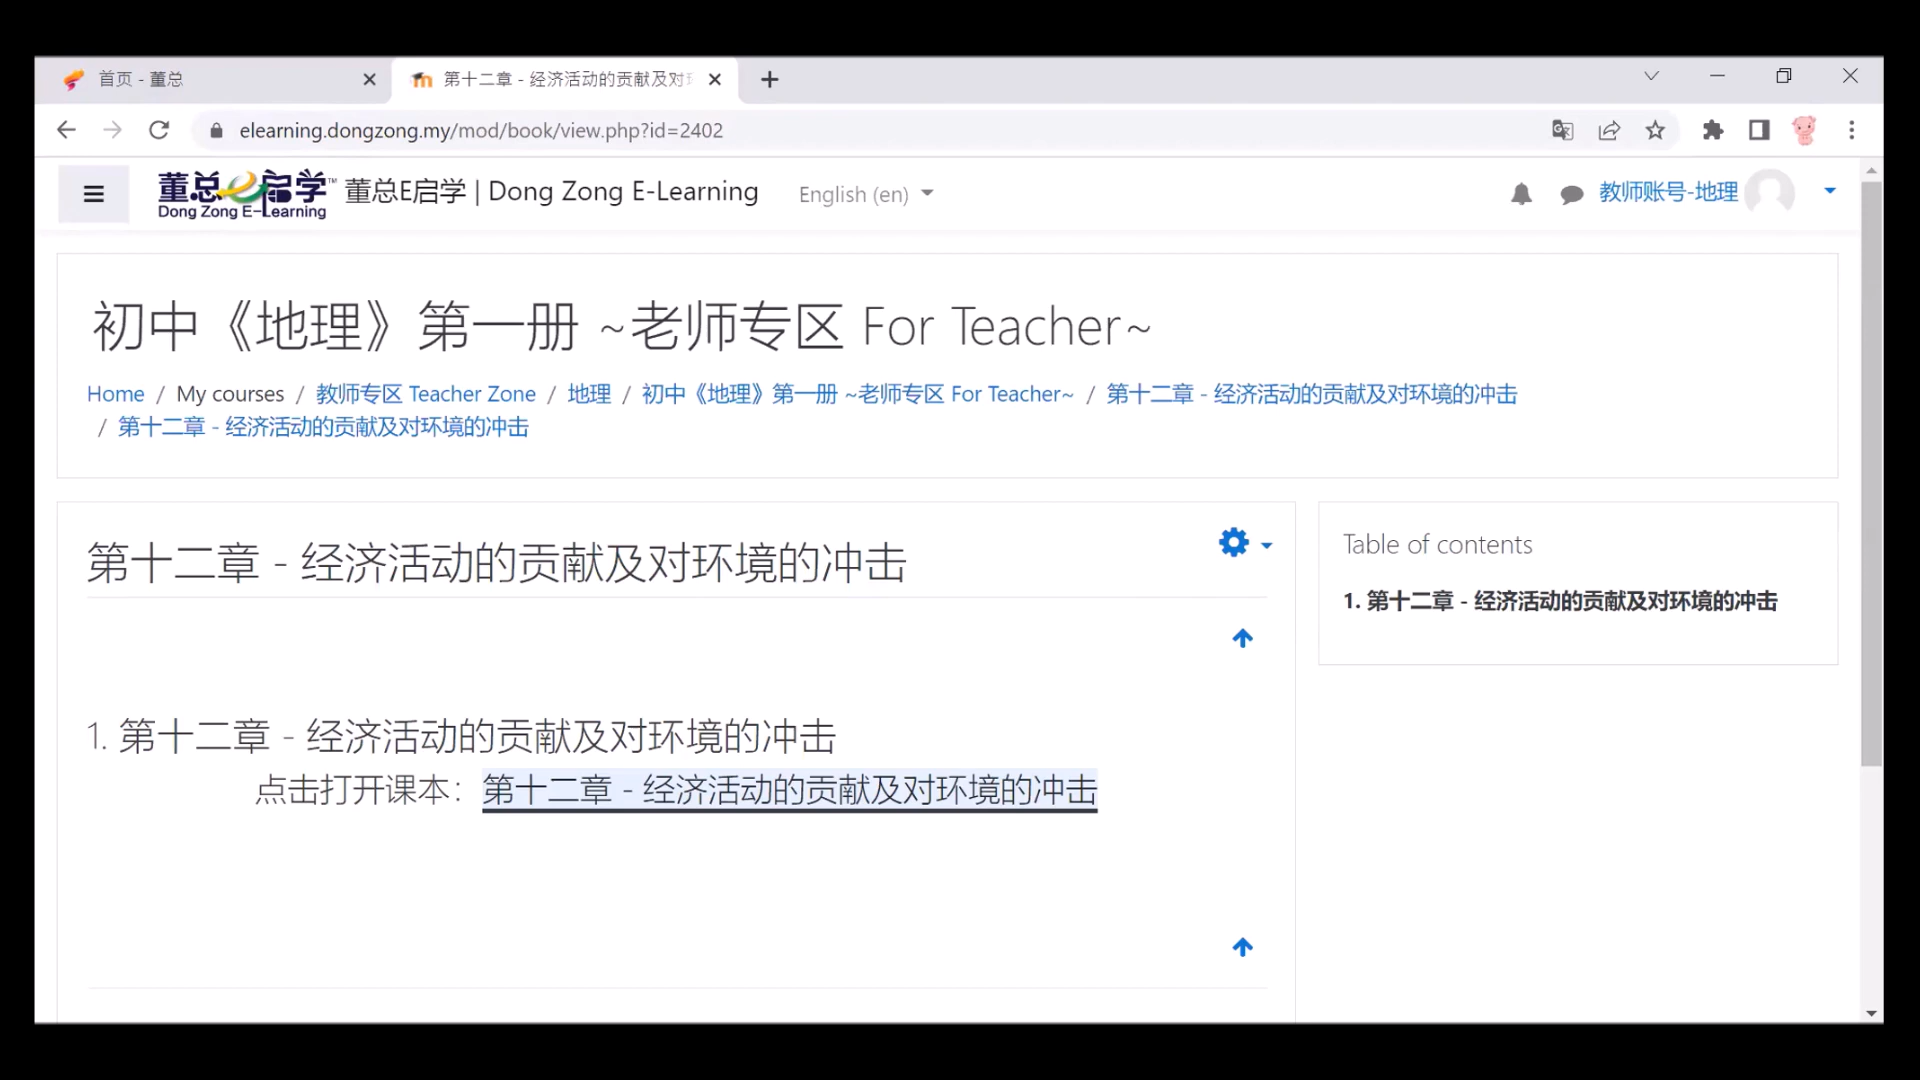 首页 - 董总
第十二章 - 经济活动的贡献及对
elearning.dongzong.my/mod/book/view.php?id=2402
董总e启学™
Dong Zong E-Learning
董总E启学 | Dong Zong E-Learning
English (en)
教师账号-地理
初中《地理》第一册 ~老师专区 For Teacher~
Home / My courses / 教师专区 Teacher Zone / 地理 / 初中《地理》第一册 ~老师专区 For Teacher~ / 第十二章 - 经济活动的贡献及对环境的冲击
/ 第十二章 - 经济活动的贡献及对环境的冲击
第十二章 - 经济活动的贡献及对环境的冲击
Table of contents
1. 第十二章 - 经济活动的贡献及对环境的冲击
1. 第十二章 - 经济活动的贡献及对环境的冲击
点击打开课本： 第十二章 - 经济活动的贡献及对环境的冲击